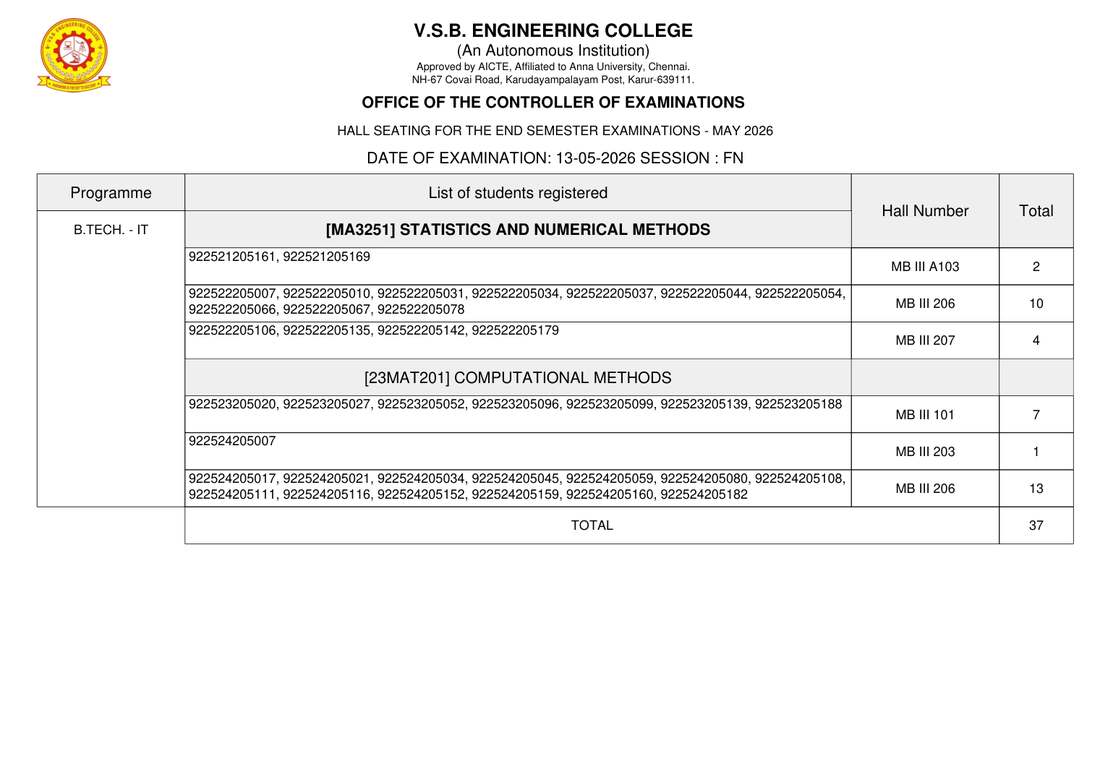 V.S.B. ENGINEERING COLLEGE
(An Autonomous Institution)
Approved by AICTE, Affiliated to Anna University, Chennai.
NH-67 Covai Road, Karudayampalayam Post, Karur-639111.
OFFICE OF THE CONTROLLER OF EXAMINATIONS
HALL SEATING FOR THE END SEMESTER EXAMINATIONS - MAY 2026
DATE OF EXAMINATION: 13-05-2026 SESSION : FN
Programme List of students registered Hall Number Total
B.TECH. - IT [MA3251] STATISTICS AND NUMERICAL METHODS
922521205161, 922521205169 MB III A103 2
922522205007, 922522205010, 922522205031, 922522205034, 922522205037, 922522205044, 922522205054,
922522205066, 922522205067, 922522205078 MB III 206 10
922522205106, 922522205135, 922522205142, 922522205179 MB III 207 4
[23MAT201] COMPUTATIONAL METHODS
922523205020, 922523205027, 922523205052, 922523205096, 922523205099, 922523205139, 922523205188 MB III 101 7
922524205007 MB III 203 1
922524205017, 922524205021, 922524205034, 922524205045, 922524205059, 922524205080, 922524205108,
922524205111, 922524205116, 922524205152, 922524205159, 922524205160, 922524205182 MB III 206 13
TOTAL 37